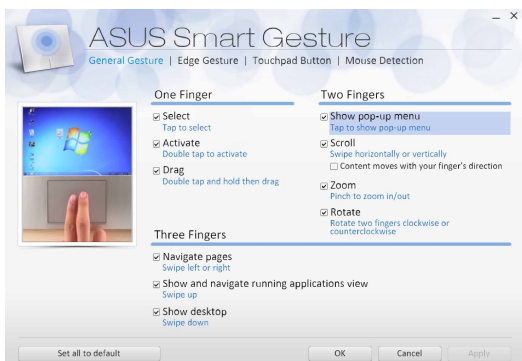 ASUS Smart Gesture
General Gesture | Edge Gesture | Touchpad Button | Mouse Detection
One Finger
Select
Tap to select
Activate
Double tap to activate
Drag
Double tap and hold then drag
Two Fingers
Show pop-up menu
Tap to show pop-up menu
Scroll
Swipe horizontally or vertically
Content moves with your finger's direction
Zoom
Pinch to zoom in/out
Rotate
Rotate two fingers clockwise or
counterclockwise
Three Fingers
Navigate pages
Swipe left or right
Show and navigate running applications view
Swipe up
Show desktop
Swipe down
Set all to default
OK
Cancel
Apply